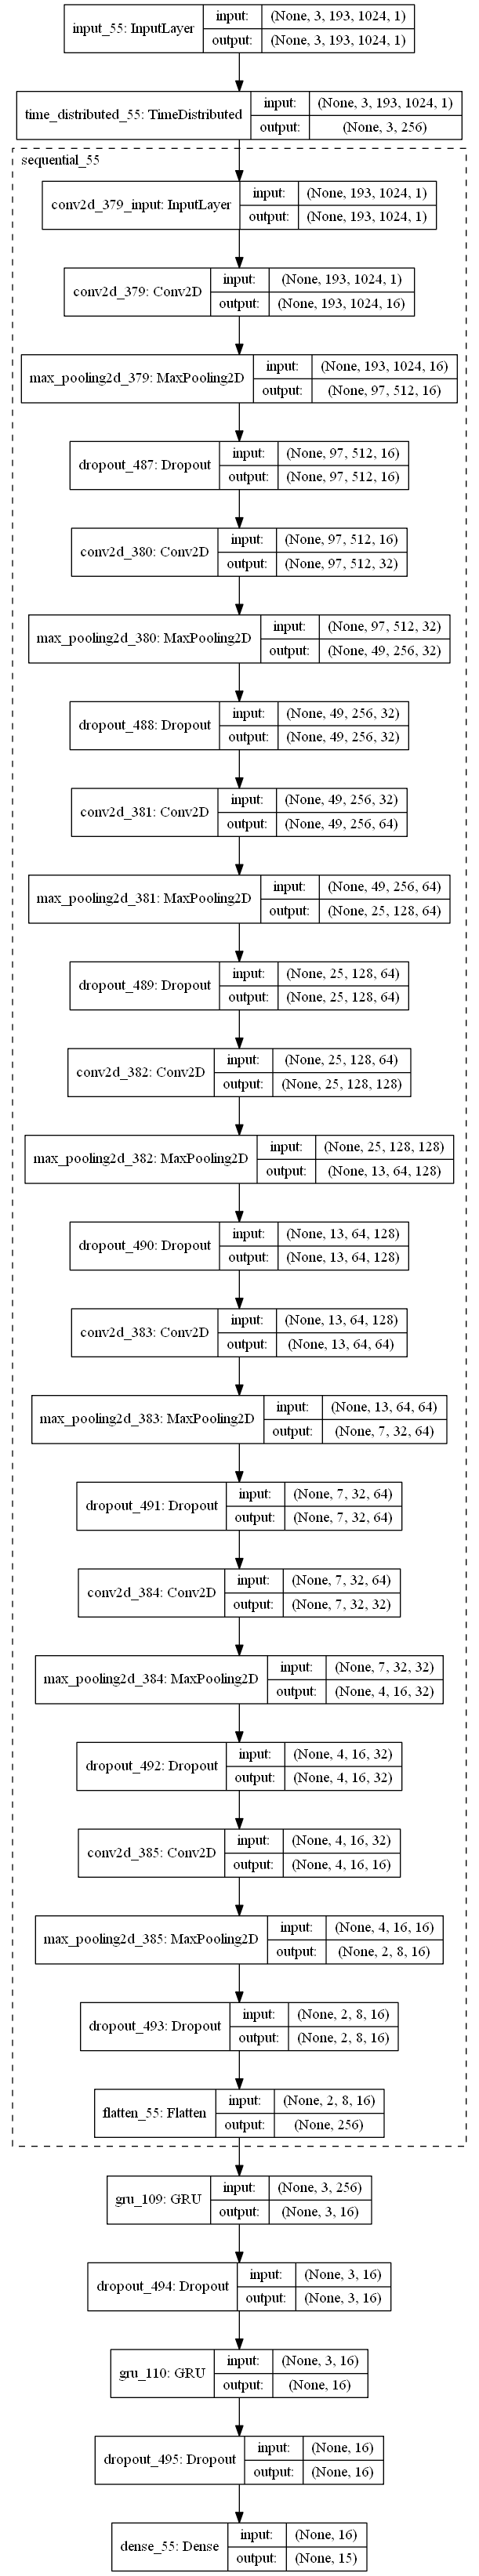 input_55: InputLayer input: (None, 3, 193, 1024, 1)
output: (None, 3, 193, 1024, 1)
time_distributed_55: TimeDistributed input: (None, 3, 193, 1024, 1)
output: (None, 3, 256)
sequential_55
conv2d_379_input: InputLayer input: (None, 193, 1024, 1)
output: (None, 193, 1024, 1)
conv2d_379: Conv2D input: (None, 193, 1024, 1)
output: (None, 193, 1024, 16)
max_pooling2d_379: MaxPooling2D input: (None, 193, 1024, 16)
output: (None, 97, 512, 16)
dropout_487: Dropout input: (None, 97, 512, 16)
output: (None, 97, 512, 16)
conv2d_380: Conv2D input: (None, 97, 512, 16)
output: (None, 97, 512, 32)
max_pooling2d_380: MaxPooling2D input: (None, 97, 512, 32)
output: (None, 49, 256, 32)
dropout_488: Dropout input: (None, 49, 256, 32)
output: (None, 49, 256, 32)
conv2d_381: Conv2D input: (None, 49, 256, 32)
output: (None, 49, 256, 64)
max_pooling2d_381: MaxPooling2D input: (None, 49, 256, 64)
output: (None, 25, 128, 64)
dropout_489: Dropout input: (None, 25, 128, 64)
output: (None, 25, 128, 64)
conv2d_382: Conv2D input: (None, 25, 128, 64)
output: (None, 25, 128, 128)
max_pooling2d_382: MaxPooling2D input: (None, 25, 128, 128)
output: (None, 13, 64, 128)
dropout_490: Dropout input: (None, 13, 64, 128)
output: (None, 13, 64, 128)
conv2d_383: Conv2D input: (None, 13, 64, 128)
output: (None, 13, 64, 64)
max_pooling2d_383: MaxPooling2D input: (None, 13, 64, 64)
output: (None, 7, 32, 64)
dropout_491: Dropout input: (None, 7, 32, 64)
output: (None, 7, 32, 64)
conv2d_384: Conv2D input: (None, 7, 32, 64)
output: (None, 7, 32, 32)
max_pooling2d_384: MaxPooling2D input: (None, 7, 32, 32)
output: (None, 4, 16, 32)
dropout_492: Dropout input: (None, 4, 16, 32)
output: (None, 4, 16, 32)
conv2d_385: Conv2D input: (None, 4, 16, 32)
output: (None, 4, 16, 16)
max_pooling2d_385: MaxPooling2D input: (None, 4, 16, 16)
output: (None, 2, 8, 16)
dropout_493: Dropout input: (None, 2, 8, 16)
output: (None, 2, 8, 16)
flatten_55: Flatten input: (None, 2, 8, 16)
output: (None, 256)
gru_109: GRU input: (None, 3, 256)
output: (None, 3, 16)
dropout_494: Dropout input: (None, 3, 16)
output: (None, 3, 16)
gru_110: GRU input: (None, 3, 16)
output: (None, 16)
dropout_495: Dropout input: (None, 16)
output: (None, 16)
dense_55: Dense input: (None, 16)
output: (None, 15)